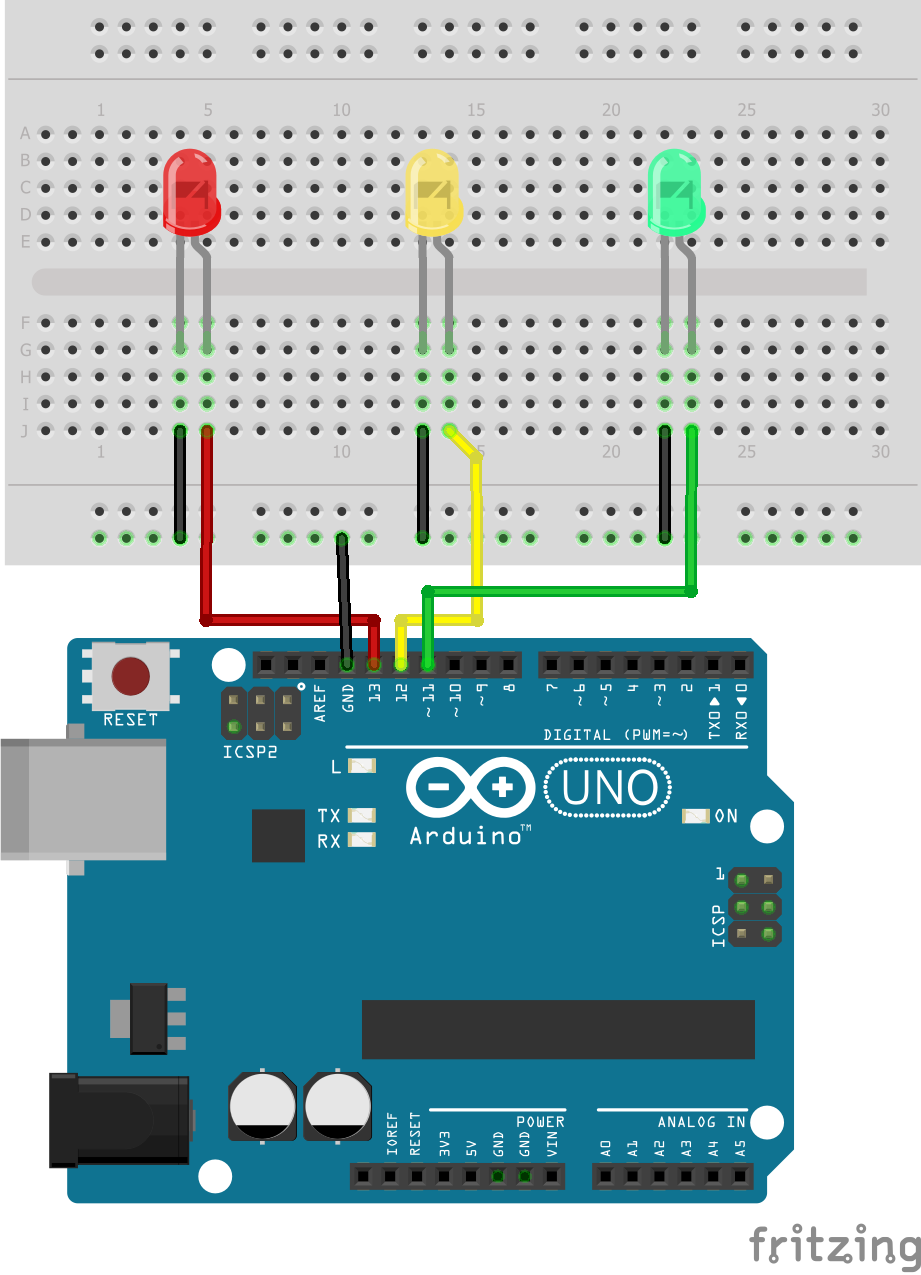 1 5 15 20 25 30
A
B
C
D
E
F
G
H
I
J
1 10 15 20 25 30
RESET
AREF
GND
13
12
~11
~10
~9
8
7
~6
~5
4
~3
2
TX0▶1
RX0◀0
ICSP2
DIGITAL (PWM=~)
L
TX
RX
UNO
Arduino™
ON
1
ICSP
POWER
ANALOG IN
IOREF
RESET
3V3
5V
GND
GND
VIN
A0
A1
A2
A3
A4
A5
fritzing